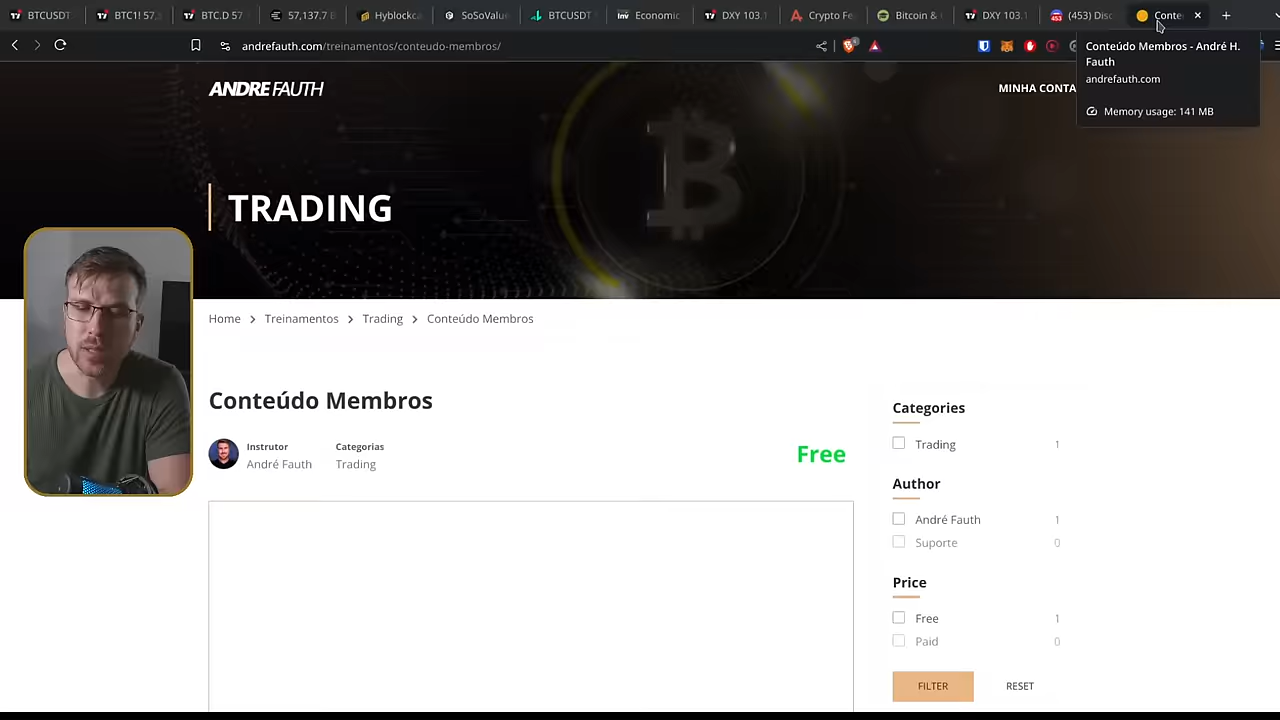 BTCUSDT
BTC1! 57,
BTC.D 57
57,137.7
Hyblockca
SoSoValue
BTCUSDT
Economic
DXY 103.1
Crypto Fe
Bitcoin &
DXY 103.1
(453) Disc
Conte
andrefauth.com/treinamentos/conteudo-membros/
Conteúdo Membros - André H.
Fauth
andrefauth.com
Memory usage: 141 MB
ANDRE FAUTH
MINHA CONTA
TRADING
Home > Treinamentos > Trading > Conteúdo Membros
Conteúdo Membros
Instrutor
André Fauth
Categorias
Trading
Free
Categories
Trading 1
Author
André Fauth 1
Suporte 0
Price
Free 1
Paid 0
FILTER RESET